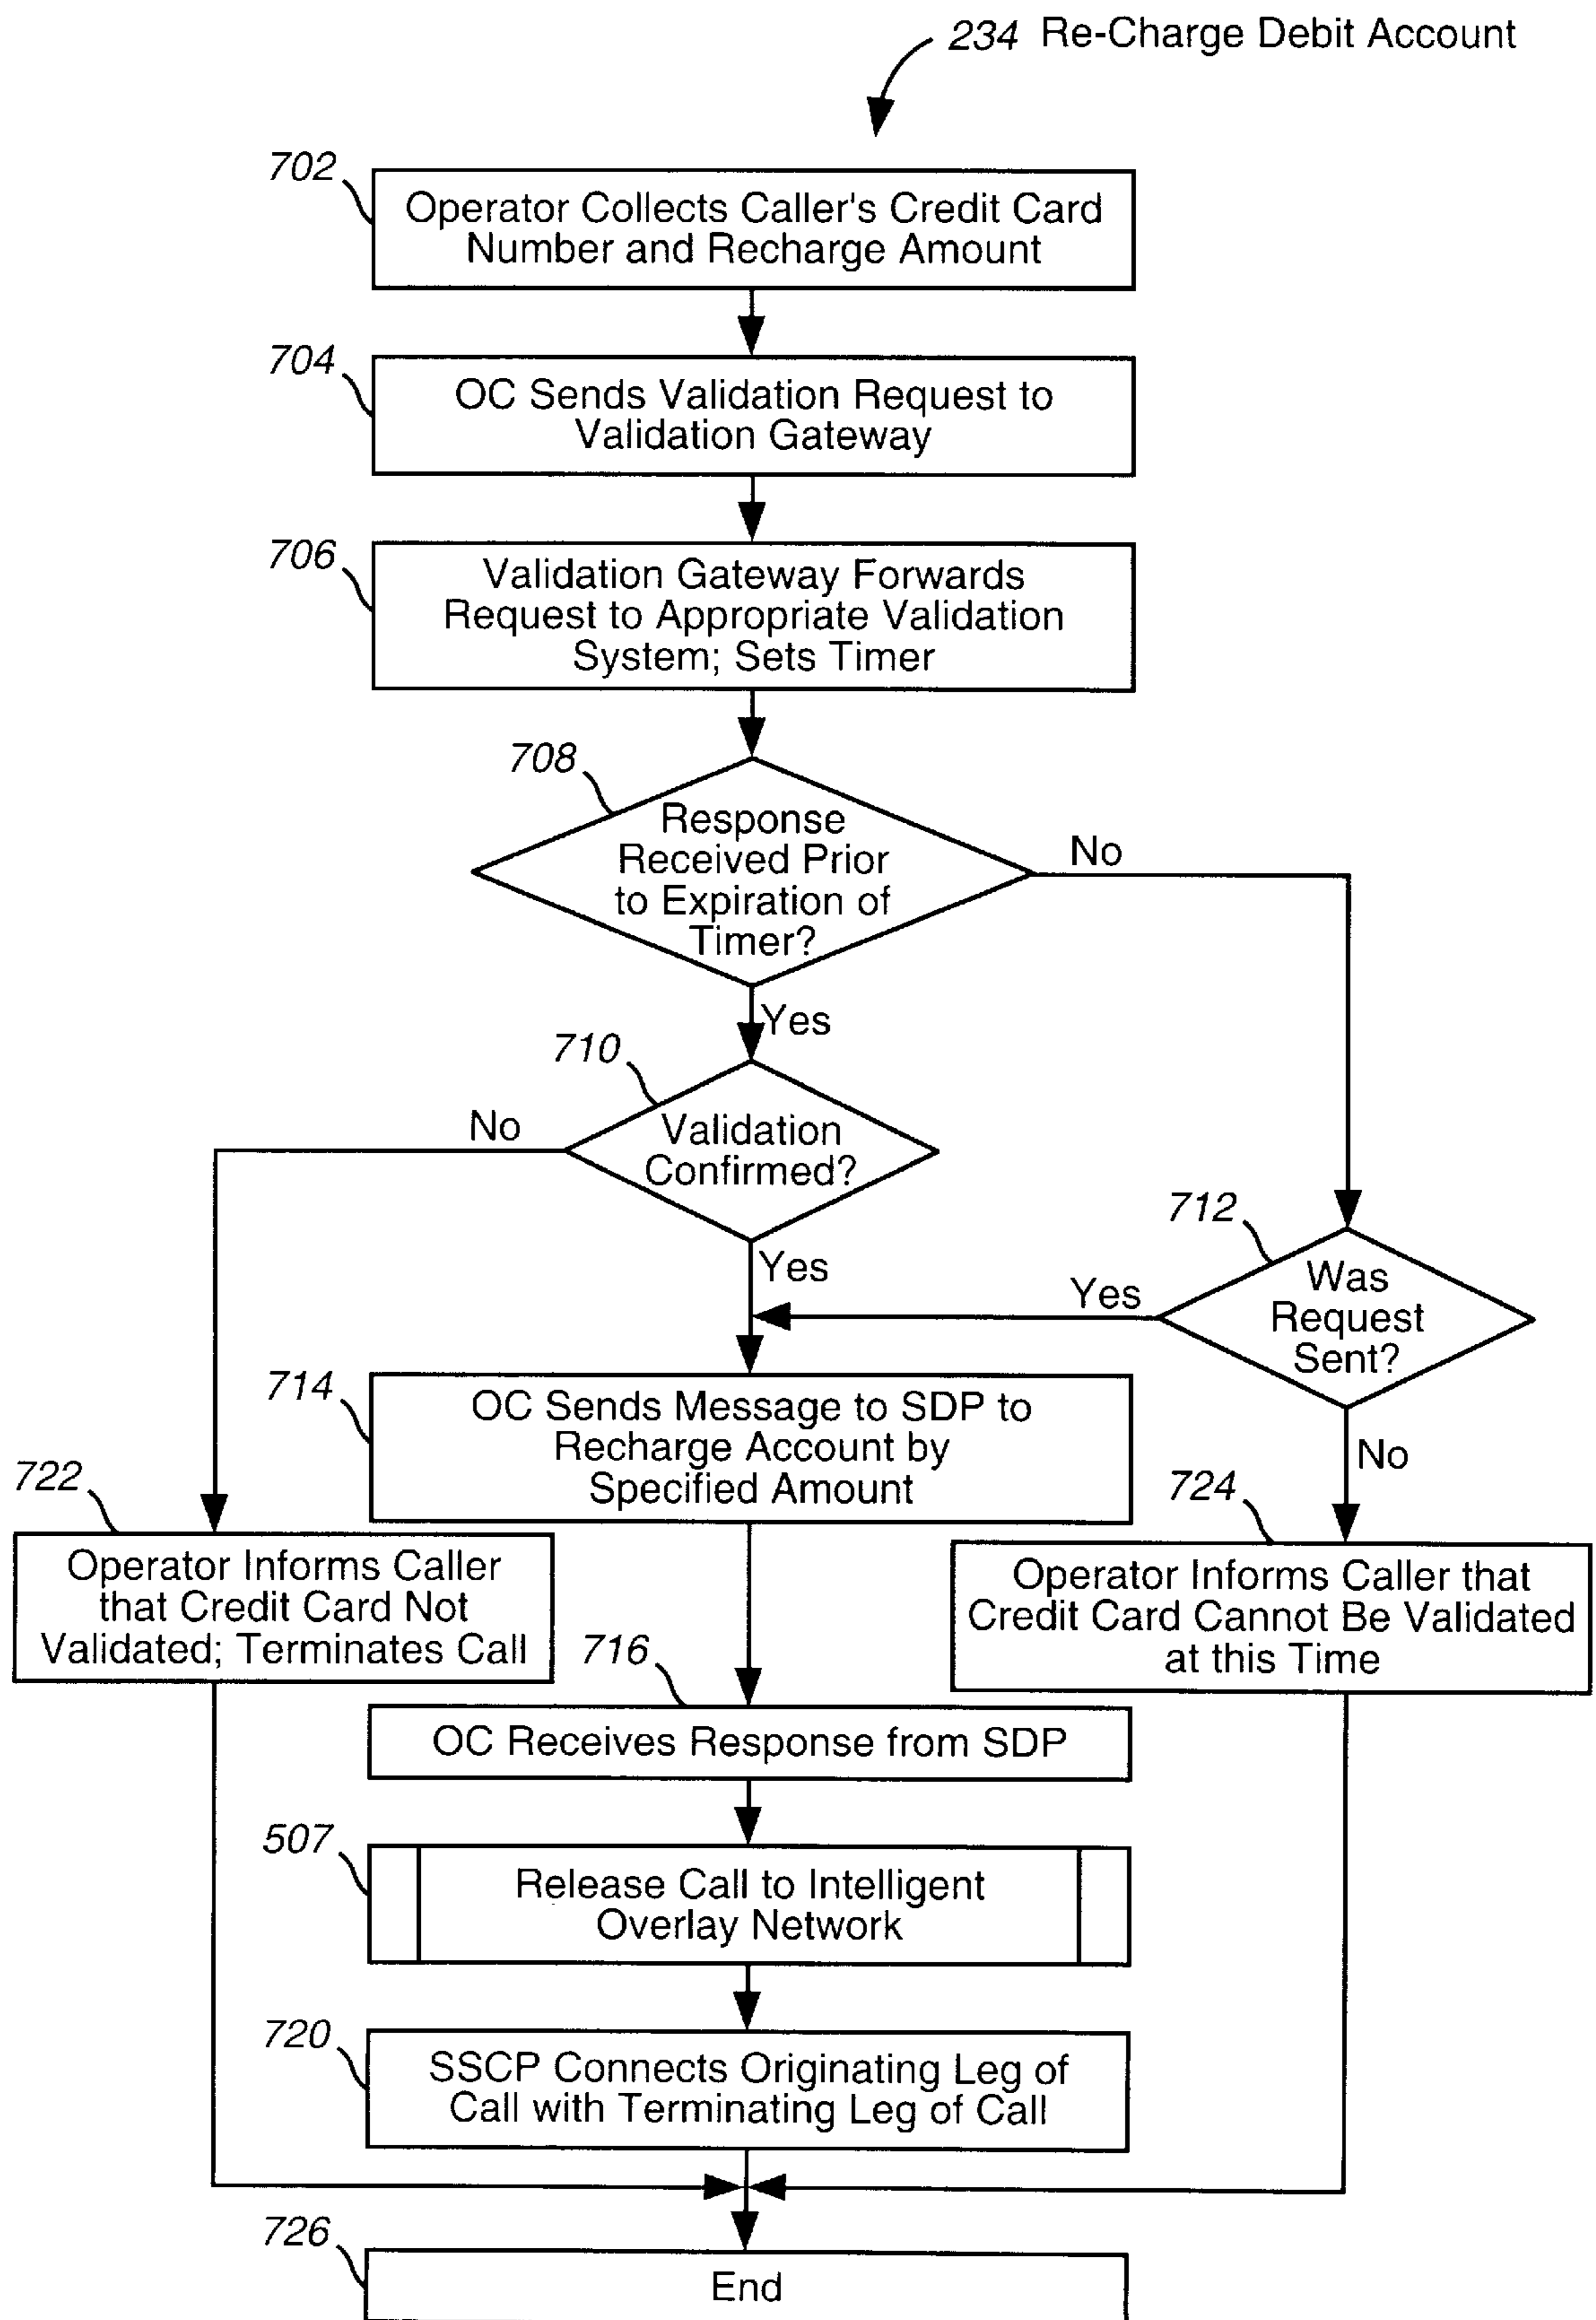 234 Re-Charge Debit Account
702
Operator Collects Caller's Credit Card
Number and Recharge Amount
704
OC Sends Validation Request to
Validation Gateway
706
Validation Gateway Forwards
Request to Appropriate Validation
System; Sets Timer
708
Response
Received Prior
to Expiration of
Timer?
No
Yes
710
Validation
Confirmed?
No
Yes
712
Was
Request
Sent?
Yes
No
714
OC Sends Message to SDP to
Recharge Account by
Specified Amount
722
Operator Informs Caller
that Credit Card Not
Validated; Terminates Call
724
Operator Informs Caller that
Credit Card Cannot Be Validated
at this Time
716
OC Receives Response from SDP
507
Release Call to Intelligent
Overlay Network
720
SSCP Connects Originating Leg of
Call with Terminating Leg of Call
726
End